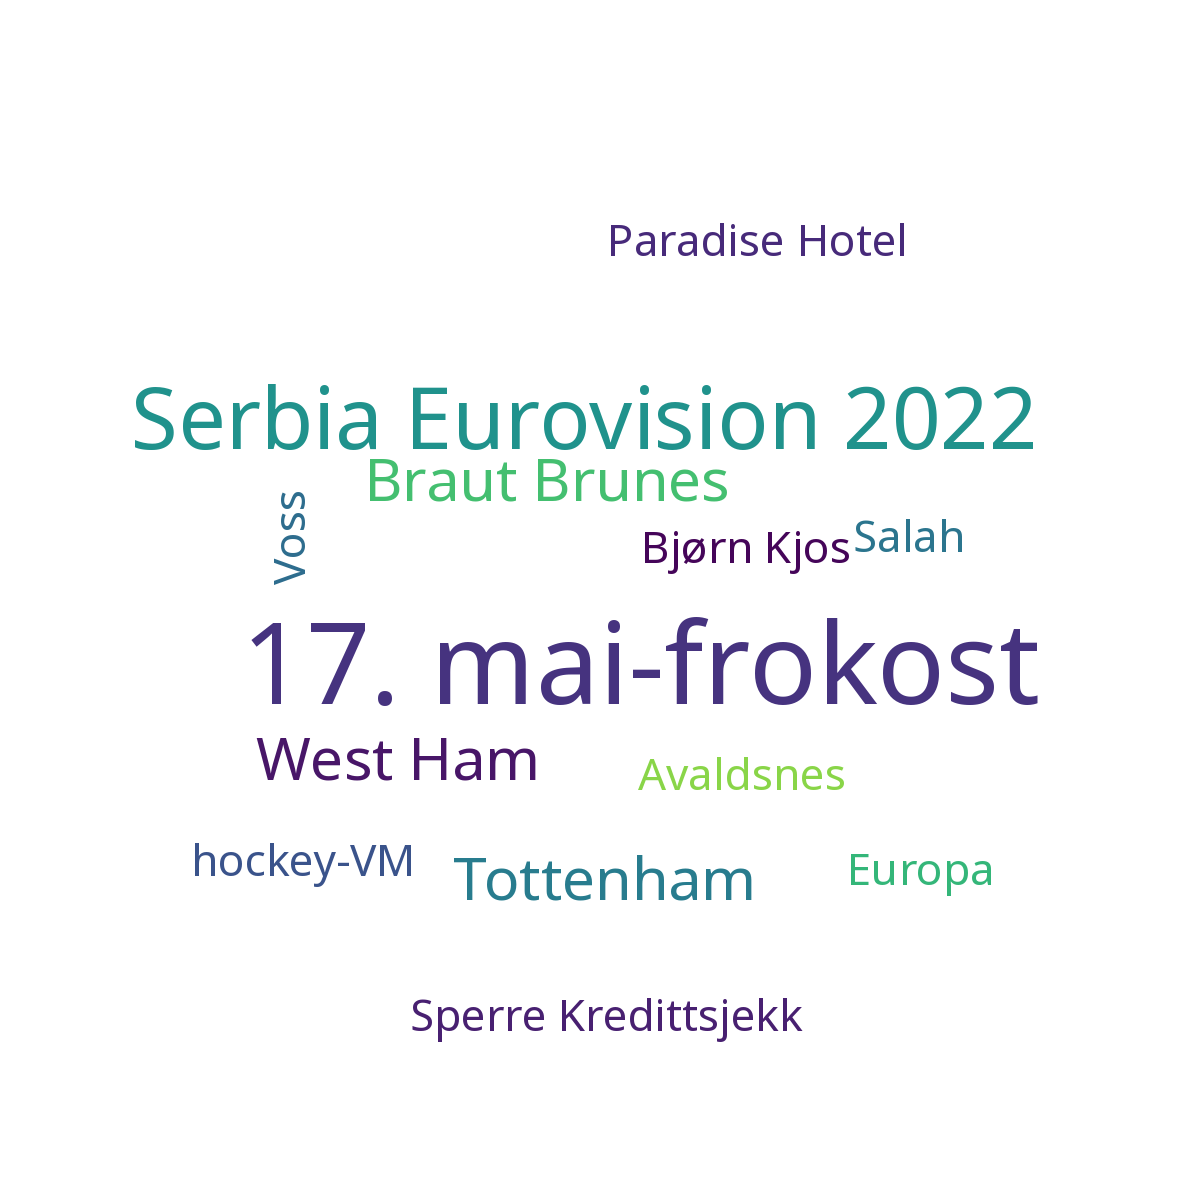 Paradise Hotel
Serbia Eurovision 2022
Braut Brunes
Voss
Bjørn Kjos
Salah
17. mai-frokost
West Ham
Avaldsnes
hockey-VM
Tottenham
Europa
Sperre Kredittsjekk